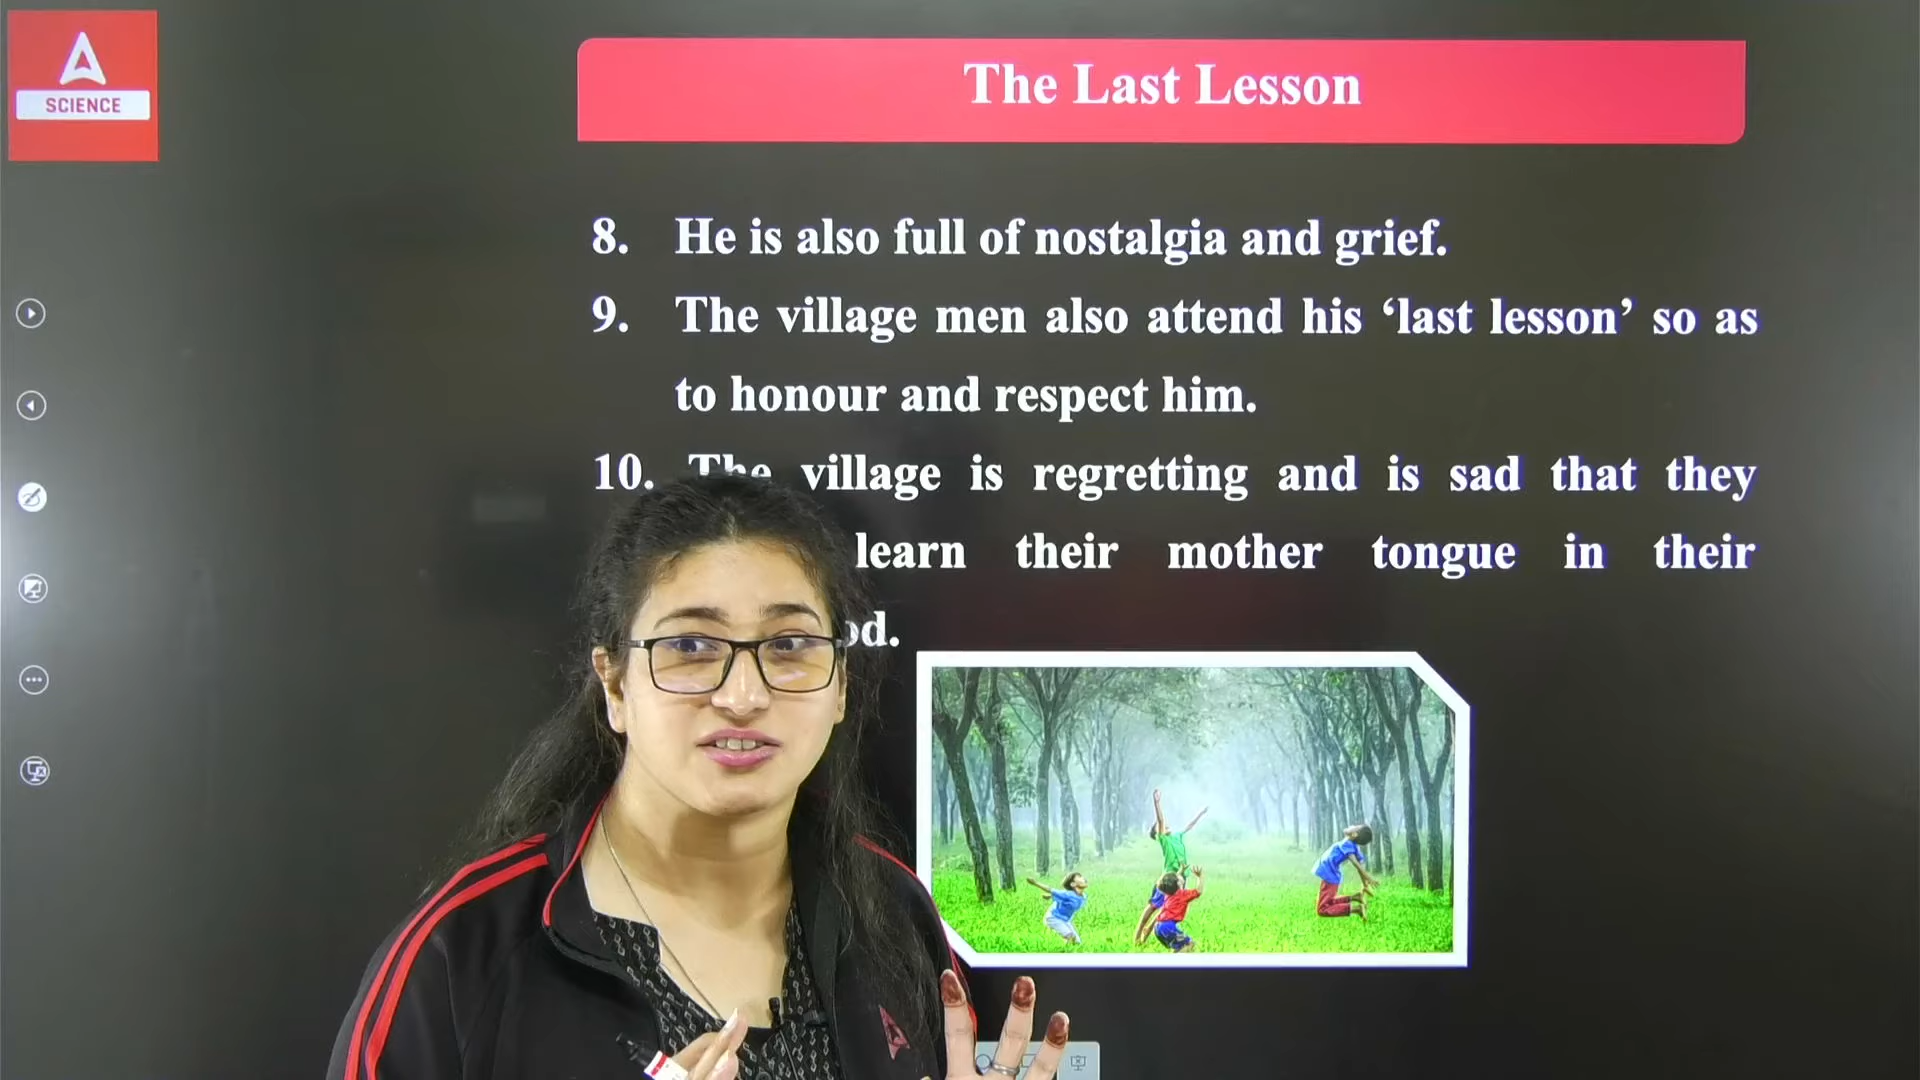 SCIENCE
The Last Lesson
8. He is also full of nostalgia and grief.
9. The village men also attend his ‘last lesson’ so as
to honour and respect him.
10. The village is regretting and is sad that they
learn their mother tongue in their